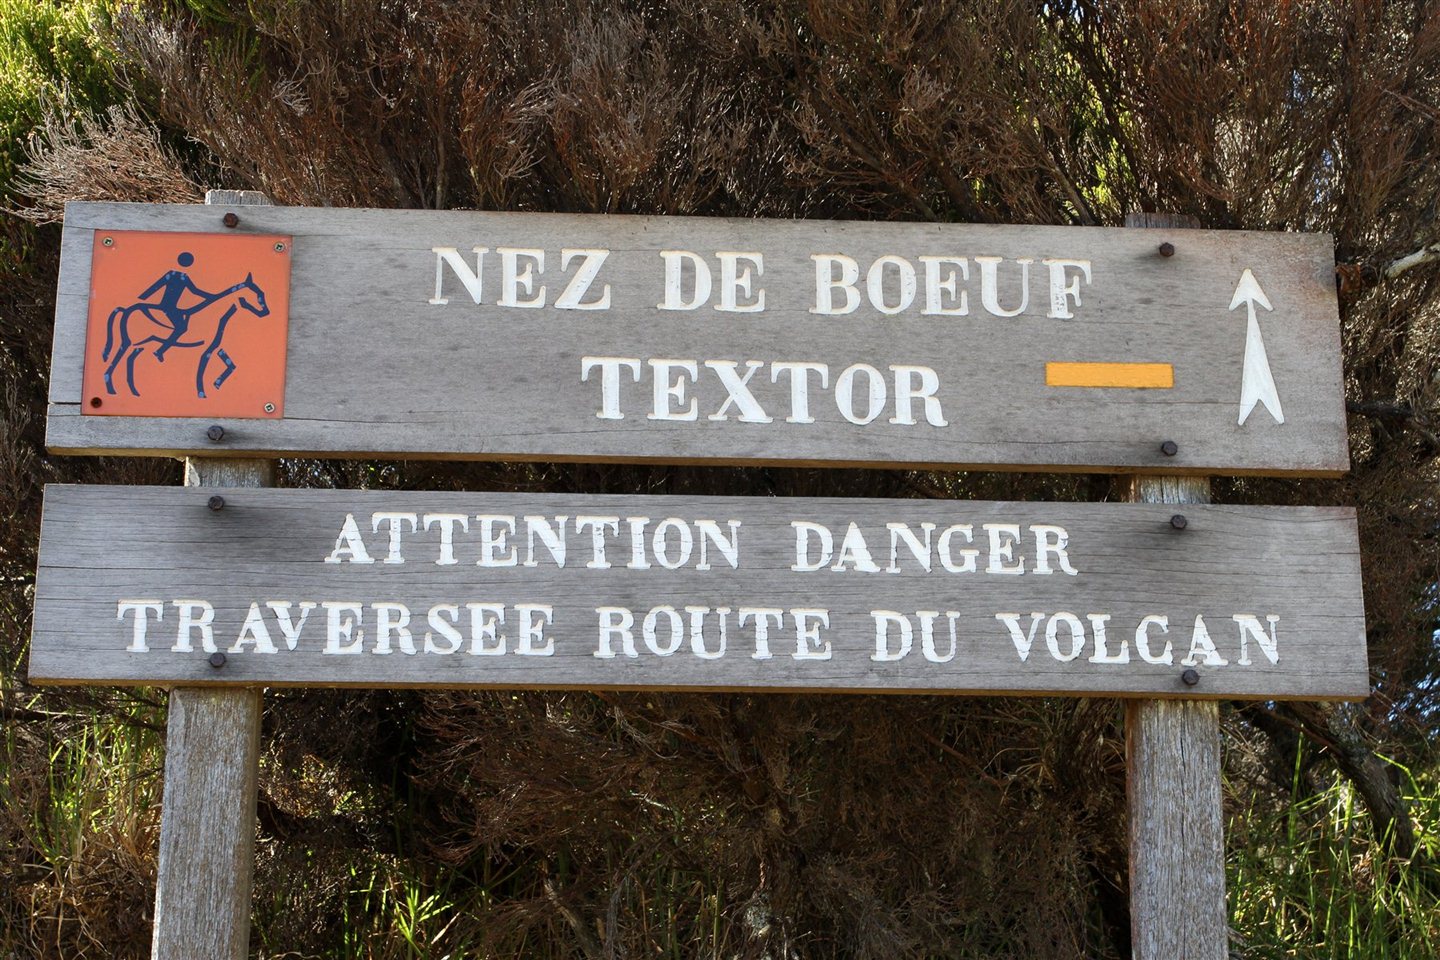 NEZ DE BOEUF
TEXTOR
ATTENTION DANGER
TRAVERSEE ROUTE DU VOLCAN